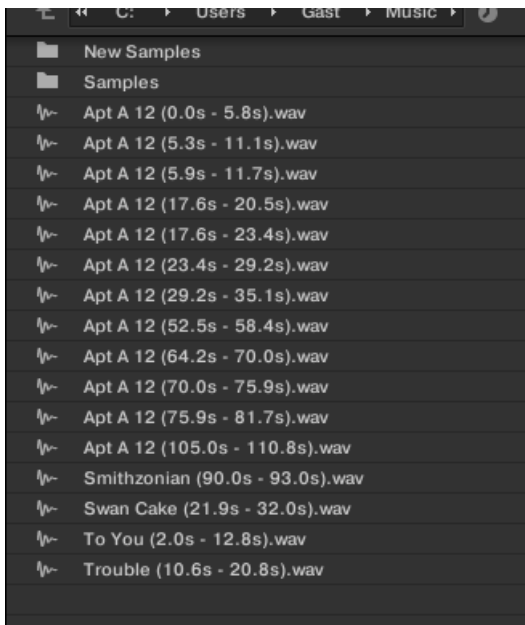 C: Users Gast Music
New Samples
Samples
Apt A 12 (0.0s - 5.8s).wav
Apt A 12 (5.3s - 11.1s).wav
Apt A 12 (5.9s - 11.7s).wav
Apt A 12 (17.6s - 20.5s).wav
Apt A 12 (17.6s - 23.4s).wav
Apt A 12 (23.4s - 29.2s).wav
Apt A 12 (29.2s - 35.1s).wav
Apt A 12 (52.5s - 58.4s).wav
Apt A 12 (64.2s - 70.0s).wav
Apt A 12 (70.0s - 75.9s).wav
Apt A 12 (75.9s - 81.7s).wav
Apt A 12 (105.0s - 110.8s).wav
Smithzonian (90.0s - 93.0s).wav
Swan Cake (21.9s - 32.0s).wav
To You (2.0s - 12.8s).wav
Trouble (10.6s - 20.8s).wav